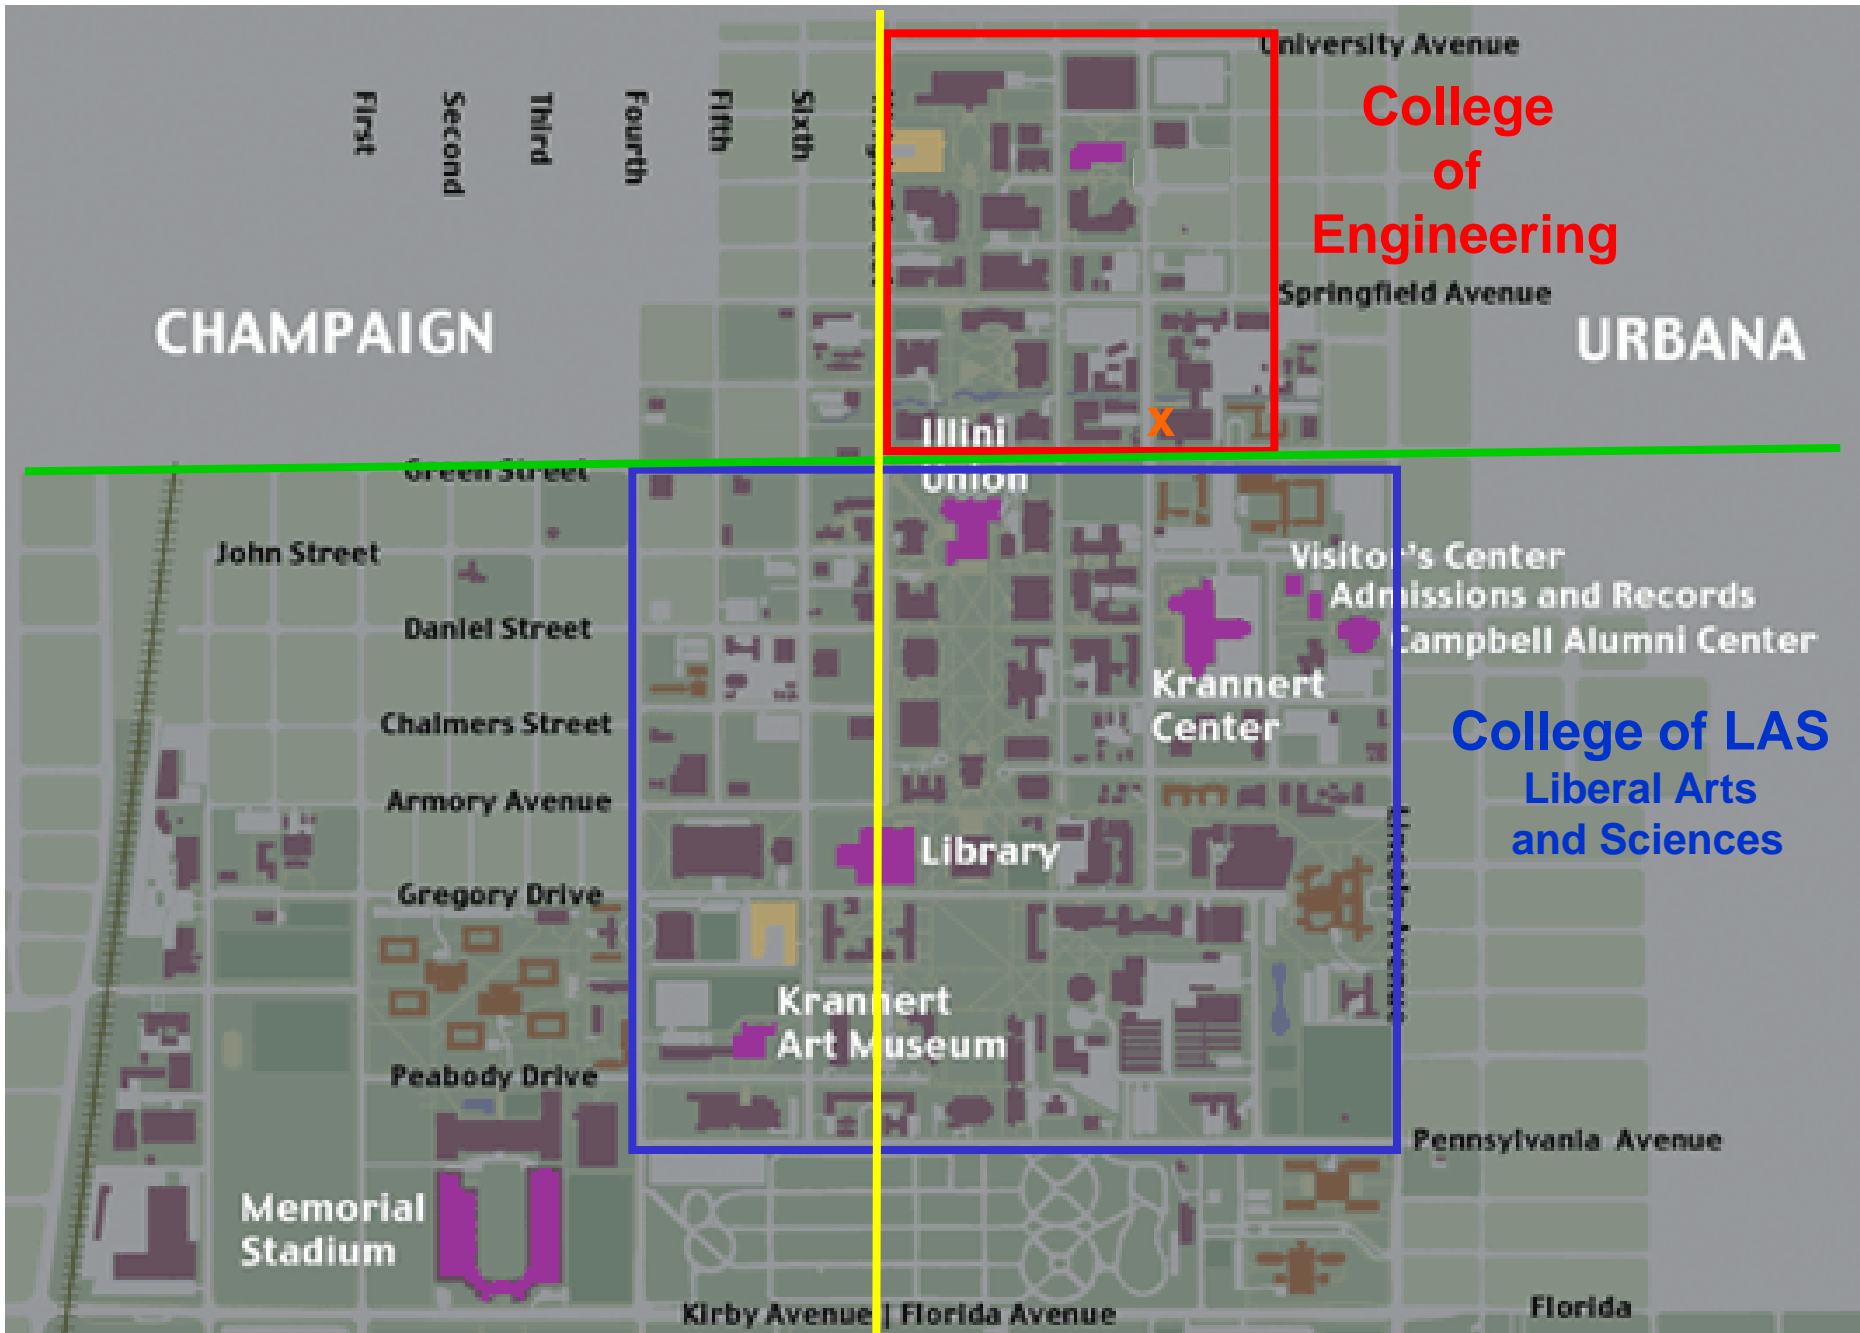 University Avenue
First
Second
Third
Fourth
Fifth
Sixth
College
of
Engineering
Springfield Avenue
CHAMPAIGN
URBANA
X
Illini
Union
Green Street
John Street
Visitor's Center
Admissions and Records
Daniel Street
Campbell Alumni Center
Krannert
Center
Chalmers Street
College of LAS
Liberal Arts
and Sciences
Armory Avenue
Library
Gregory Drive
Krannert
Art Museum
Peabody Drive
Pennsylvania Avenue
Memorial
Stadium
Kirby Avenue | Florida Avenue
Florida